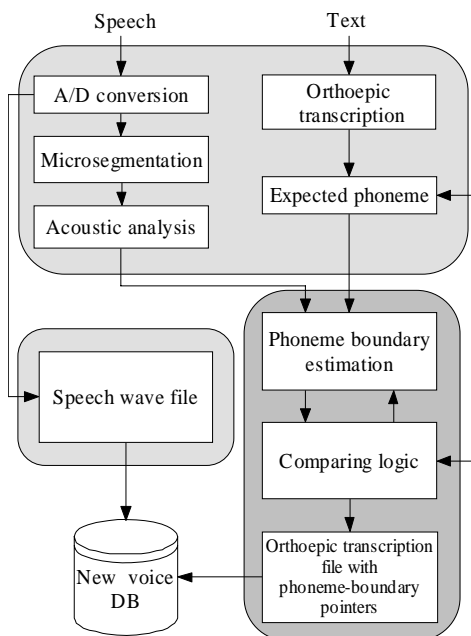 Speech
Text
A/D conversion
Orthoepic
transcription
Microsegmentation
Expected phoneme
Acoustic analysis
Phoneme boundary
estimation
Speech wave file
Comparing logic
Orthoepic transcription
file with
phoneme-boundary
pointers
New voice
DB